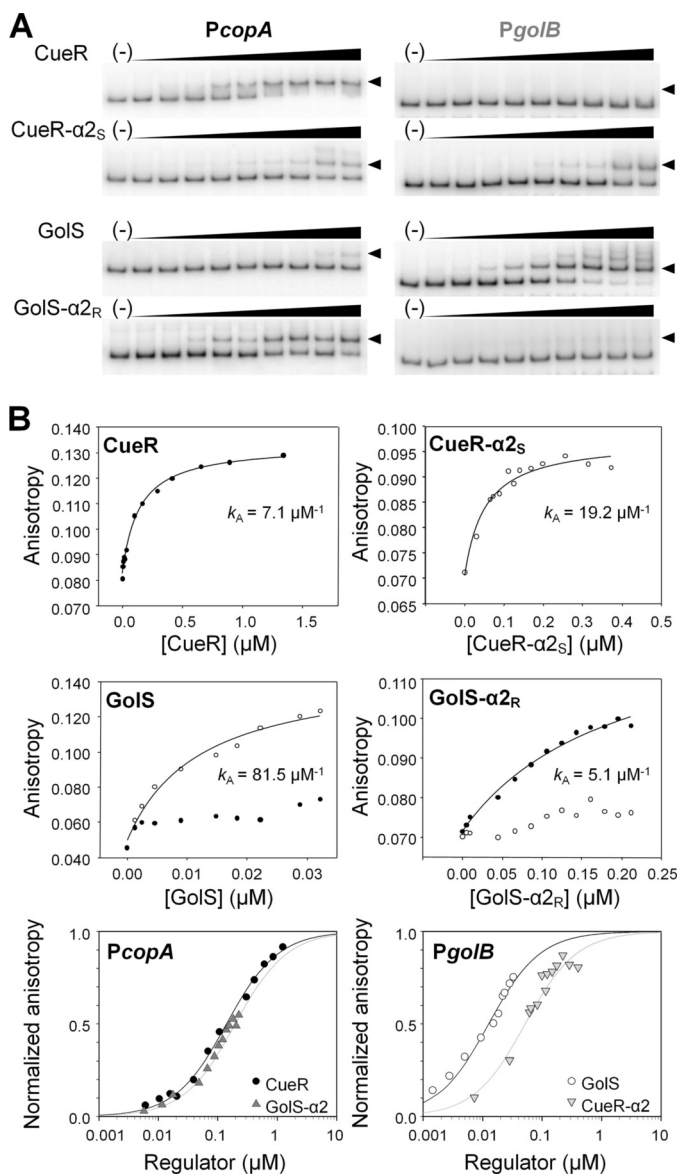 A
PcopA
PgolB
CueR
(-)
(-)
CueR-α2S
(-)
(-)
GolS
(-)
(-)
GolS-α2R
(-)
(-)
B
CueR
Anisotropy
0.130
0.120
0.110
0.100
0.090
0.080
0.070
kA = 7.1 µM-1
0.0 0.5 1.0 1.5
[CueR] (µM)
CueR-α2S
Anisotropy
0.095
0.090
0.085
0.080
0.075
0.070
0.065
kA = 19.2 µM-1
0.0 0.1 0.2 0.3 0.4 0.5
[CueR-α2S] (µM)
GolS
Anisotropy
0.140
0.120
0.100
0.080
0.060
0.040
kA = 81.5 µM-1
0.00 0.01 0.02 0.03
[GolS] (µM)
GolS-α2R
Anisotropy
0.100
0.090
0.080
0.070
kA = 5.1 µM-1
0.00 0.05 0.10 0.15 0.20 0.25
[GolS-α2R] (µM)
PcopA
Normalized anisotropy
1.0
0.5
0.0
CueR
GolS-α2
0.001 0.01 0.1 1 10
Regulator (µM)
PgolB
Normalized anisotropy
1.0
0.5
0.0
GolS
CueR-α2
0.001 0.01 0.1 1 10
Regulator (µM)